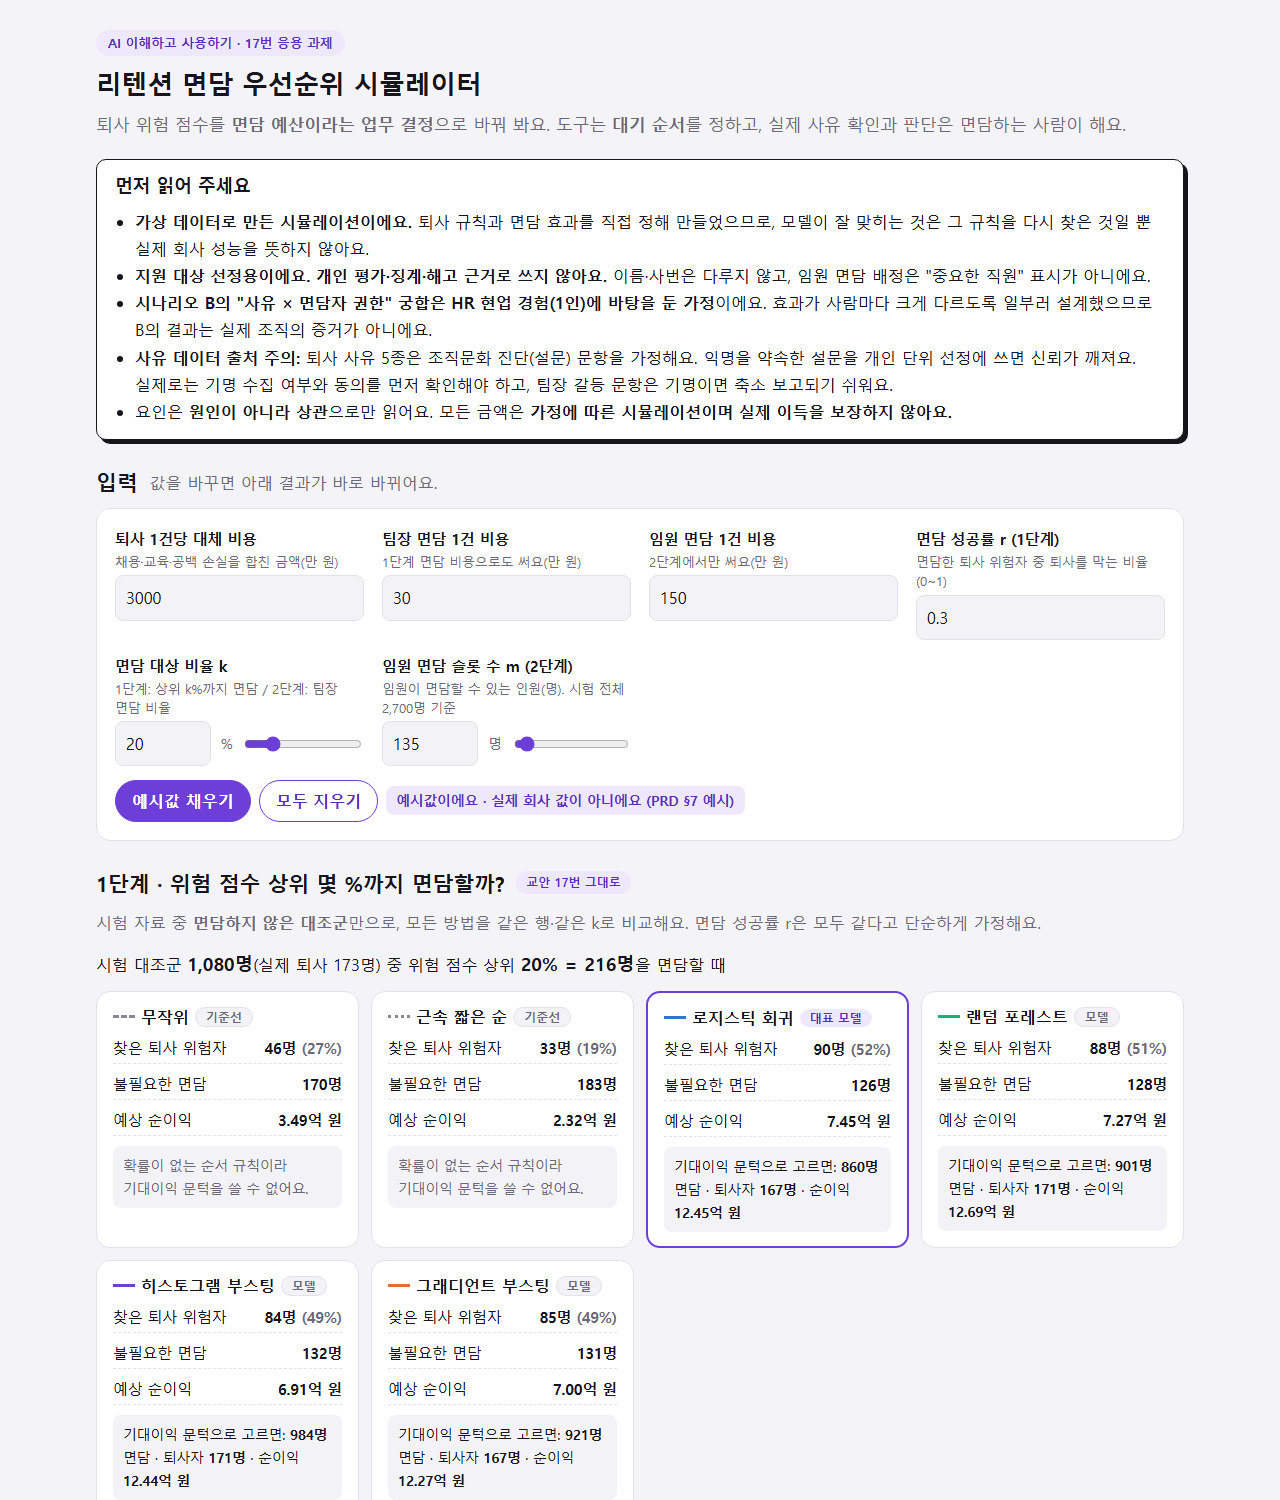 AI 이해하고 사용하기 · 17번 응용 과제
리텐션 면담 우선순위 시뮬레이터
퇴사 위험 점수를 면담 예산이라는 업무 결정으로 바꿔 봐요. 도구는 대기 순서를 정하고, 실제 사유 확인과 판단은 면담하는 사람이 해요.
먼저 읽어 주세요
• 가상 데이터로 만든 시뮬레이션이에요. 퇴사 규칙과 면담 효과를 직접 정해 만들었으므로, 모델이 잘 맞히는 것은 그 규칙을 다시 찾은 것일 뿐
실제 회사 성능을 뜻하지 않아요.
• 지원 대상 선정용이에요. 개인 평가·징계·해고 근거로 쓰지 않아요. 이름·사번은 다루지 않고, 임원 면담 배정은 "중요한 직원" 표시가 아니에요.
• 시나리오 B의 "사유 × 면담자 권한" 궁합은 HR 현업 경험(1인)에 바탕을 둔 가정이에요. 효과가 사람마다 크게 다르도록 일부러 설계했으므로
B의 결과는 실제 조직의 증거가 아니에요.
• 사유 데이터 출처 주의: 퇴사 사유 5종은 조직문화 진단(설문) 문항을 가정해요. 익명을 약속한 설문을 개인 단위 선정에 쓰면 신뢰가 깨져요.
실제로는 기명 수집 여부와 동의를 먼저 확인해야 하고, 팀장 갈등 문항은 기명이면 축소 보고되기 쉬워요.
• 요인은 원인이 아니라 상관으로만 읽어요. 모든 금액은 가정에 따른 시뮬레이션이며 실제 이득을 보장하지 않아요.
입력 값을 바꾸면 아래 결과가 바로 바뀌어요.
퇴사 1건당 대체 비용
채용·교육·공백 손실을 합친 금액(만 원)
3000
팀장 면담 1건 비용
1단계 면담 비용으로도 써요(만 원)
30
임원 면담 1건 비용
2단계에서만 써요(만 원)
150
면담 성공률 r (1단계)
면담한 퇴사 위험자 중 퇴사를 막는 비율
(0~1)
0.3
면담 대상 비율 k
1단계: 상위 k%까지 면담 / 2단계: 팀장
면담 비율
20 %
임원 면담 슬롯 수 m (2단계)
임원이 면담할 수 있는 인원(명). 시험 전체
2,700명 기준
135 명
예시값 채우기 모두 지우기 예시값이에요 · 실제 회사 값이 아니에요 (PRD §7 예시)
1단계 · 위험 점수 상위 몇 %까지 면담할까? 교안 17번 그대로
시험 자료 중 면담하지 않은 대조군만으로, 모든 방법을 같은 행·같은 k로 비교해요. 면담 성공률 r은 모두 같다고 단순하게 가정해요.
시험 대조군 1,080명(실제 퇴사 173명) 중 위험 점수 상위 20% = 216명을 면담할 때
무작위 기준선
찾은 퇴사 위험자 46명 (27%)
불필요한 면담 170명
예상 순이익 3.49억 원
확률이 없는 순서 규칙이라
기대이익 문턱을 쓸 수 없어요.
근속 짧은 순 기준선
찾은 퇴사 위험자 33명 (19%)
불필요한 면담 183명
예상 순이익 2.32억 원
확률이 없는 순서 규칙이라
기대이익 문턱을 쓸 수 없어요.
로지스틱 회귀 대표 모델
찾은 퇴사 위험자 90명 (52%)
불필요한 면담 126명
예상 순이익 7.45억 원
기대이익 문턱으로 고르면: 860명
면담 · 퇴사자 167명 · 순이익
12.45억 원
랜덤 포레스트 모델
찾은 퇴사 위험자 88명 (51%)
불필요한 면담 128명
예상 순이익 7.27억 원
기대이익 문턱으로 고르면: 901명
면담 · 퇴사자 171명 · 순이익
12.69억 원
히스토그램 부스팅 모델
찾은 퇴사 위험자 84명 (49%)
불필요한 면담 132명
예상 순이익 6.91억 원
기대이익 문턱으로 고르면: 984명
면담 · 퇴사자 171명 · 순이익
12.44억 원
그래디언트 부스팅 모델
찾은 퇴사 위험자 85명 (49%)
불필요한 면담 131명
예상 순이익 7.00억 원
기대이익 문턱으로 고르면: 921명
면담 · 퇴사자 167명 · 순이익
12.27억 원